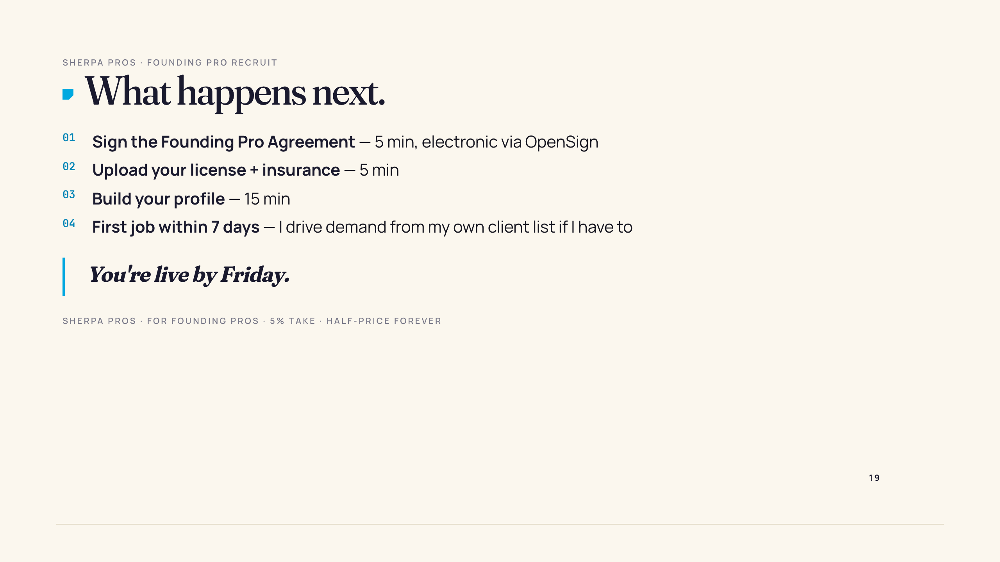 SHERPA PROS · FOUNDING PRO RECRUIT
What happens next.
01 Sign the Founding Pro Agreement — 5 min, electronic via OpenSign
02 Upload your license + insurance — 5 min
03 Build your profile — 15 min
04 First job within 7 days — I drive demand from my own client list if I have to
You're live by Friday.
SHERPA PROS · FOR FOUNDING PROS · 5% TAKE · HALF-PRICE FOREVER
19